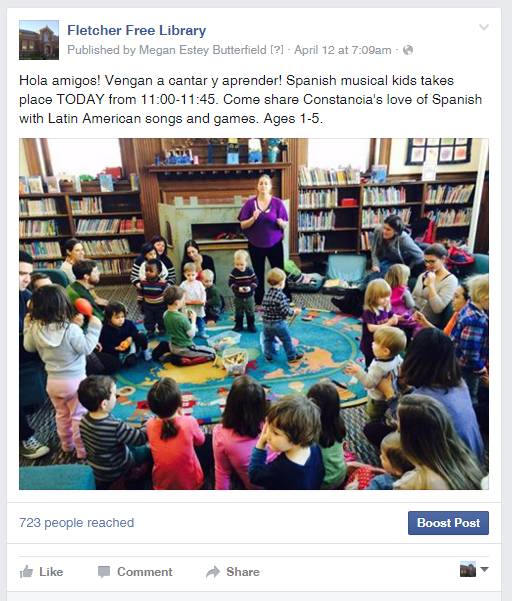 Fletcher Free Library
Published by Megan Estey Butterfield [?] · April 12 at 7:09am ·
Hola amigos! Vengan a cantar y aprender! Spanish musical kids takes
place TODAY from 11:00-11:45. Come share Constancia's love of Spanish
with Latin American songs and games. Ages 1-5.
723 people reached
Boost Post
Like Comment Share